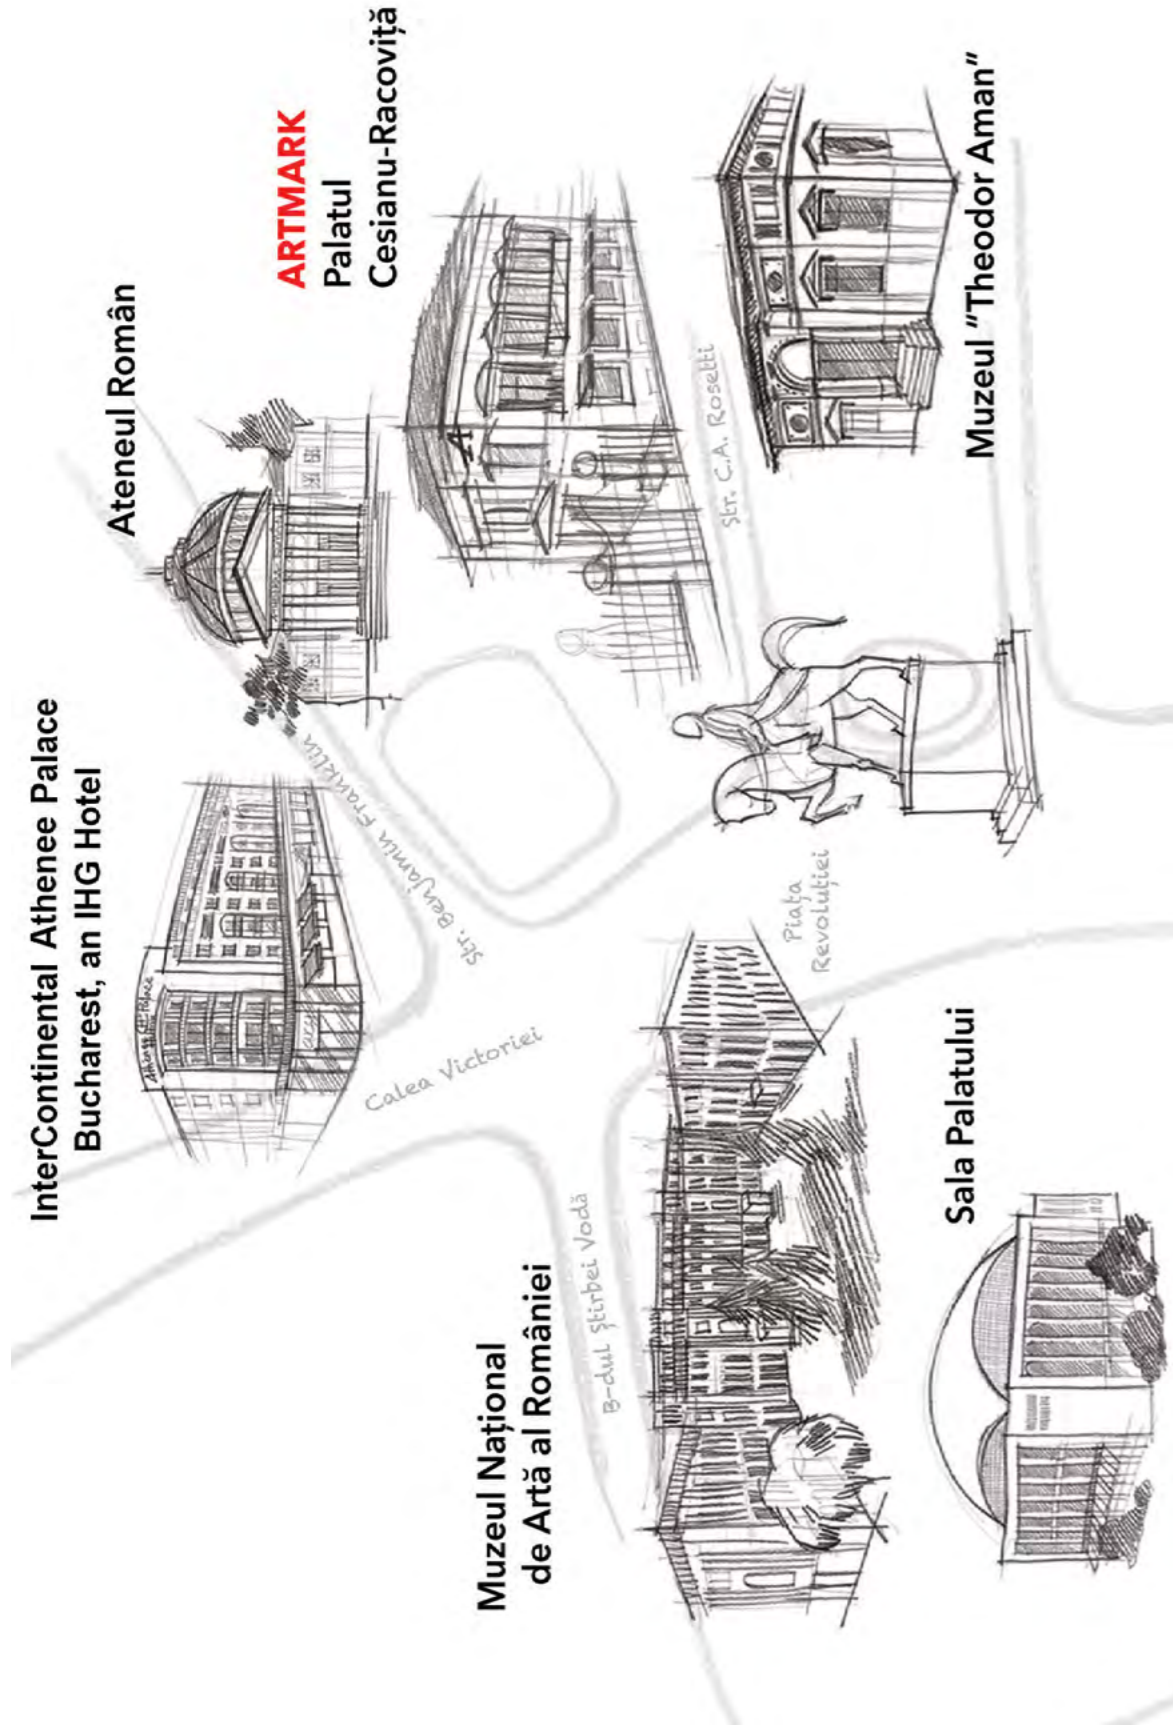 InterContinental Athenee Palace
Bucharest, an IHG Hotel
Ateneul Român
ARTMARK
Palatul
Cesianu-Racoviță
Str. Benjamin Franklin
Calea Victoriei
Muzeul Național
de Artă al României
B-dul Știrbei Vodă
Piața
Revoluției
Str. C.A. Rosetti
Sala Palatului
Muzeul "Theodor Aman"
A